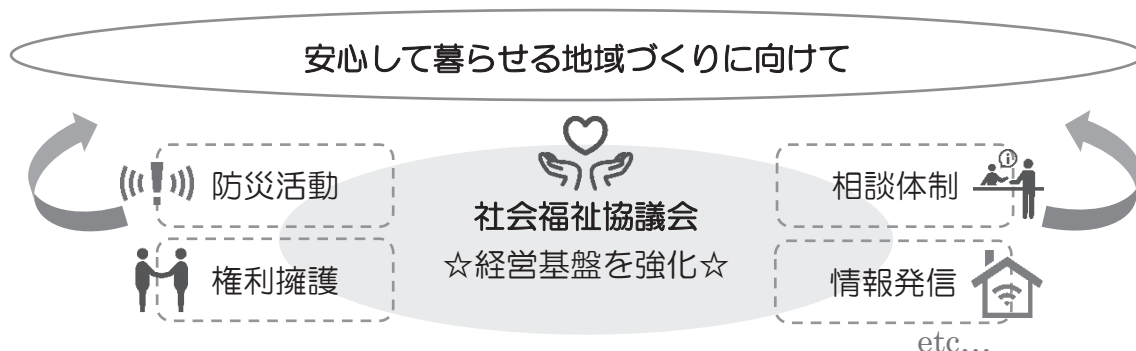 安心して暮らせる地域づくりに向けて
防災活動
相談体制
社会福祉協議会
☆経営基盤を強化☆
権利擁護
情報発信
etc…